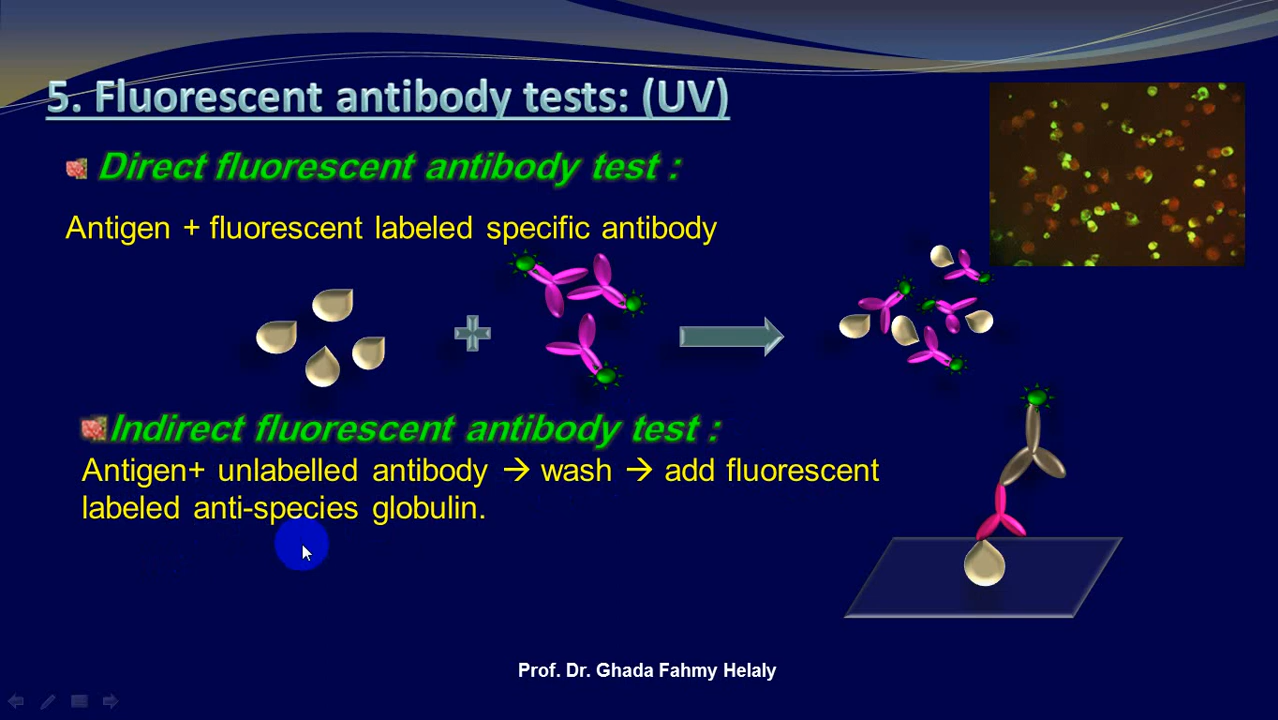 5. Fluorescent antibody tests: (UV)
Direct fluorescent antibody test :
Antigen + fluorescent labeled specific antibody
Indirect fluorescent antibody test :
Antigen+ unlabelled antibody → wash → add fluorescent
labeled anti-species globulin.
Prof. Dr. Ghada Fahmy Helaly